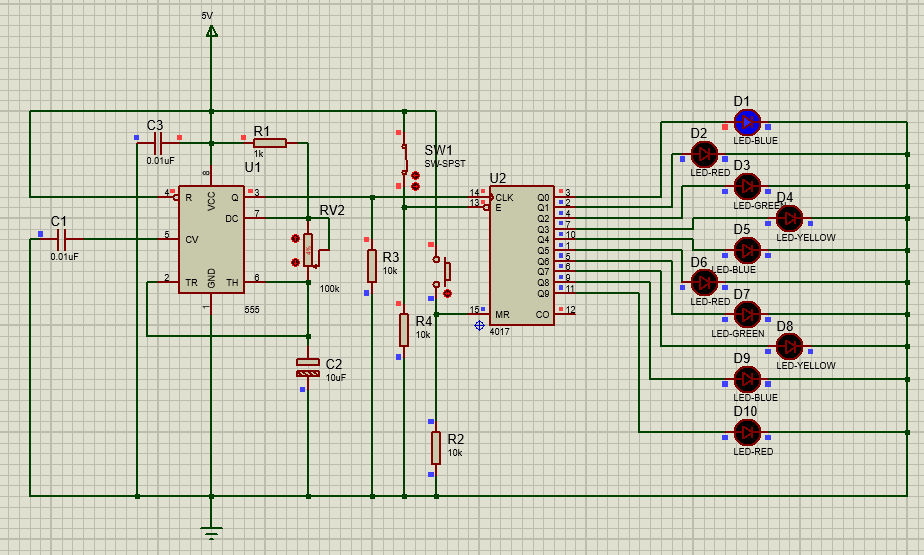 5V
C3
0.01uF
R1
1k
U1
8
VCC
4
R
Q
3
DC
7
5
CV
2
TR
GND
TH
6
1
555
C1
0.01uF
RV2
100k
C2
10uF
R3
10k
R4
10k
R2
10k
SW1
SW-SPST
U2
14
CLK
13
E
15
MR
4017
Q0
3
Q1
2
Q2
4
Q3
7
Q4
10
Q5
1
Q6
5
Q7
6
Q8
9
Q9
11
CO
12
D1
LED-BLUE
D2
LED-RED
D3
LED-GREEN
D4
LED-YELLOW
D5
LED-BLUE
D6
LED-RED
D7
LED-GREEN
D8
LED-YELLOW
D9
LED-BLUE
D10
LED-RED